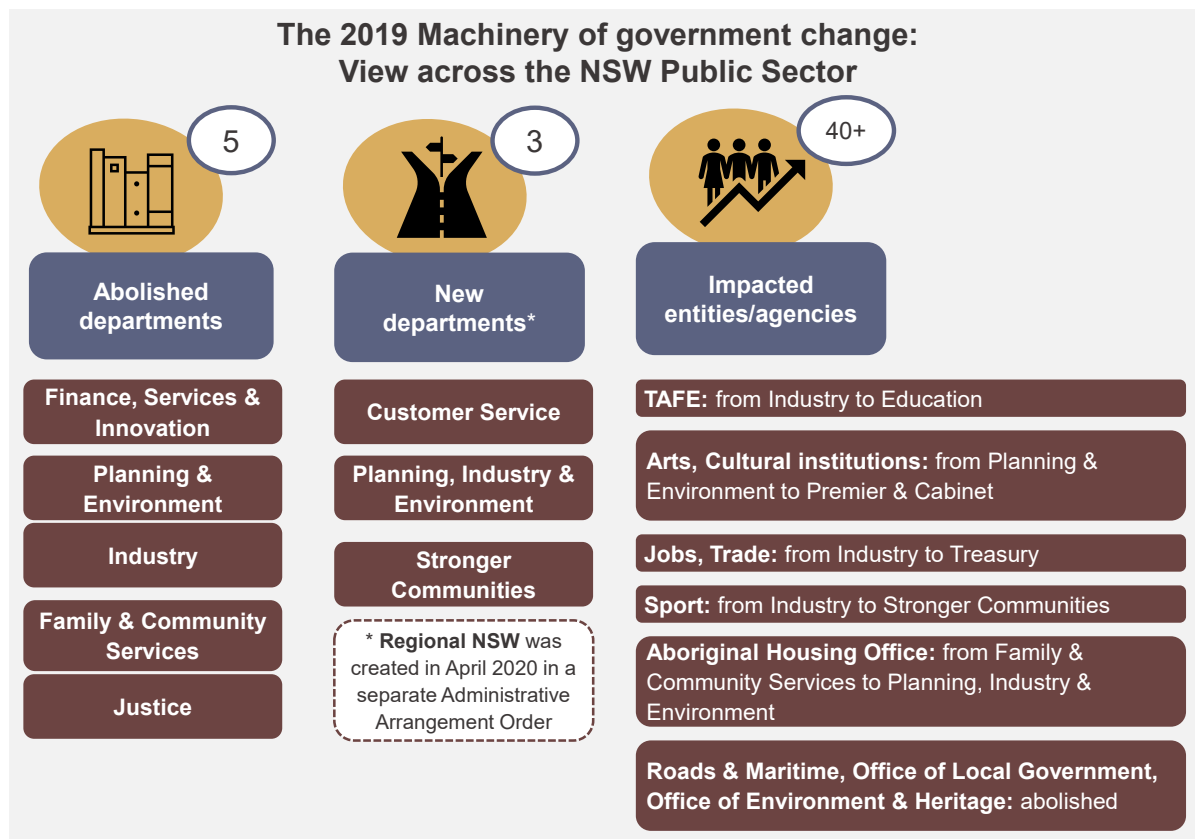 The 2019 Machinery of government change:
View across the NSW Public Sector
5
Abolished
departments
Finance, Services &
Innovation
Planning &
Environment
Industry
Family & Community
Services
Justice
3
New
departments*
Customer Service
Planning, Industry &
Environment
Stronger
Communities
* Regional NSW was
created in April 2020 in a
separate Administrative
Arrangement Order
40+
Impacted
entities/agencies
TAFE: from Industry to Education
Arts, Cultural institutions: from Planning &
Environment to Premier & Cabinet
Jobs, Trade: from Industry to Treasury
Sport: from Industry to Stronger Communities
Aboriginal Housing Office: from Family &
Community Services to Planning, Industry &
Environment
Roads & Maritime, Office of Local Government,
Office of Environment & Heritage: abolished